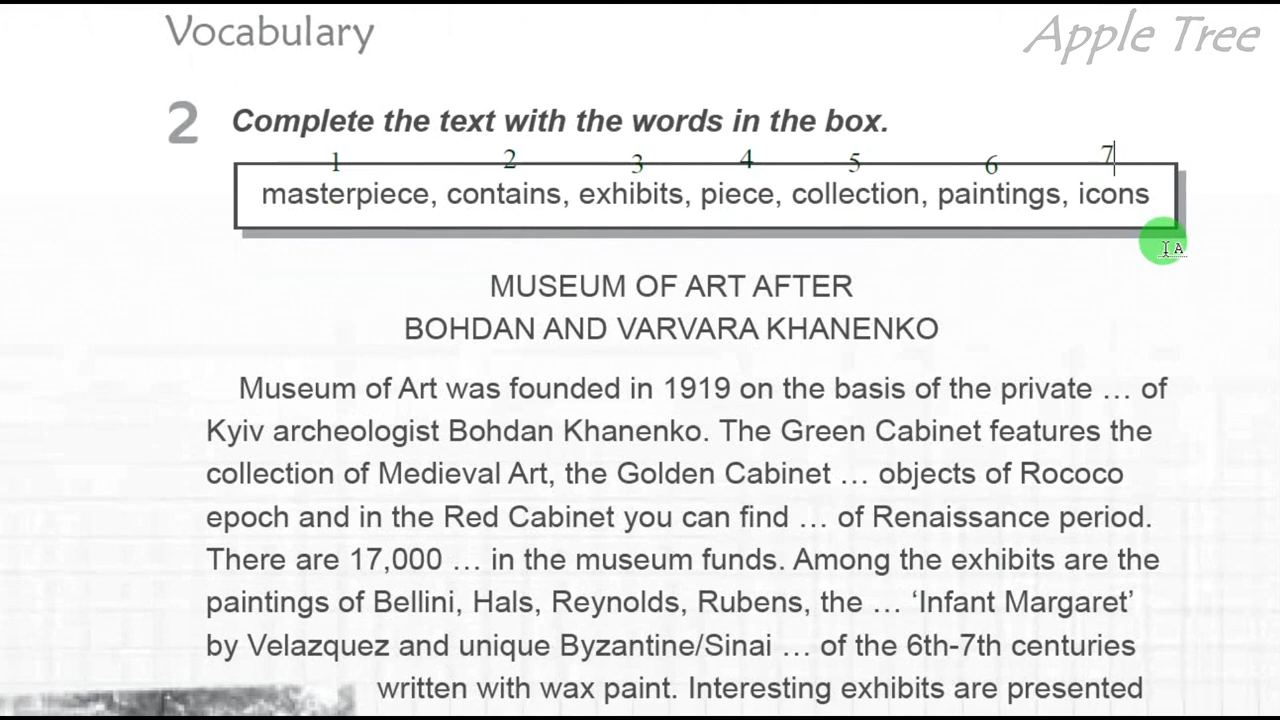 Vocabulary
Apple Tree
2 Complete the text with the words in the box.
1 2 3 4 5 6 7
masterpiece, contains, exhibits, piece, collection, paintings, icons
A
MUSEUM OF ART AFTER
BOHDAN AND VARVARA KHANENKO
Museum of Art was founded in 1919 on the basis of the private … of
Kyiv archeologist Bohdan Khanenko. The Green Cabinet features the
collection of Medieval Art, the Golden Cabinet … objects of Rococo
epoch and in the Red Cabinet you can find … of Renaissance period.
There are 17,000 … in the museum funds. Among the exhibits are the
paintings of Bellini, Hals, Reynolds, Rubens, the … ‘Infant Margaret’
by Velazquez and unique Byzantine/Sinai … of the 6th-7th centuries
written with wax paint. Interesting exhibits are presented